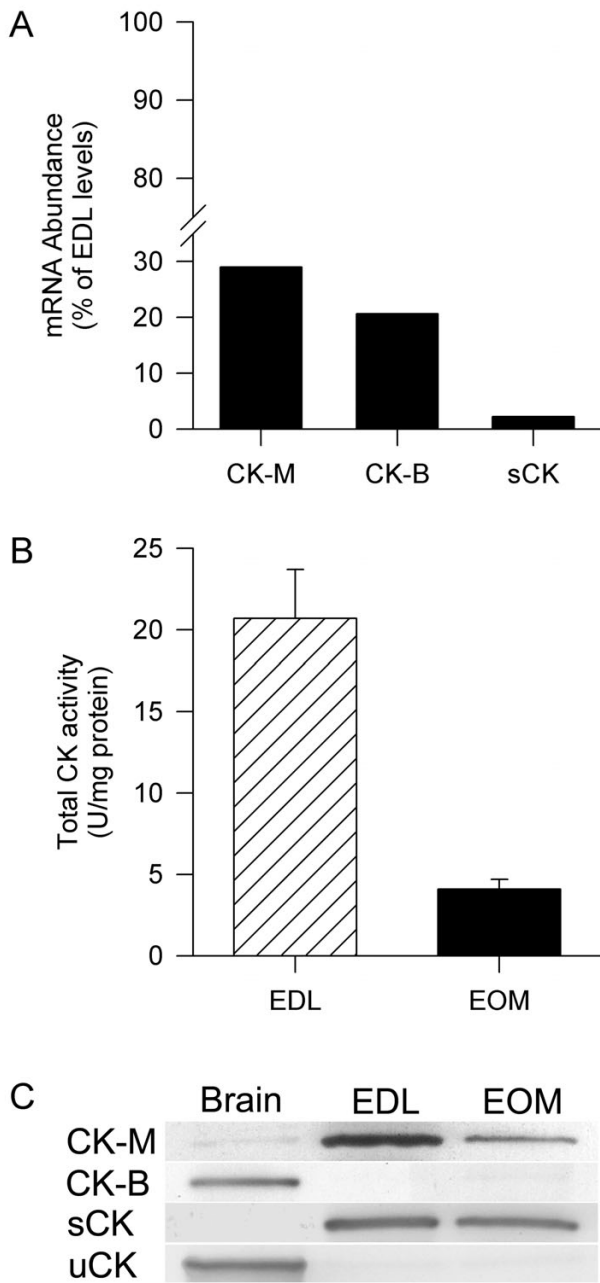 A
mRNA Abundance
(% of EDL levels)
100
90
80
30
20
10
0
CK-M CK-B sCK
B
Total CK activity
(U/mg protein)
25
20
15
10
5
0
EDL EOM
C
Brain EDL EOM
CK-M
CK-B
sCK
uCK